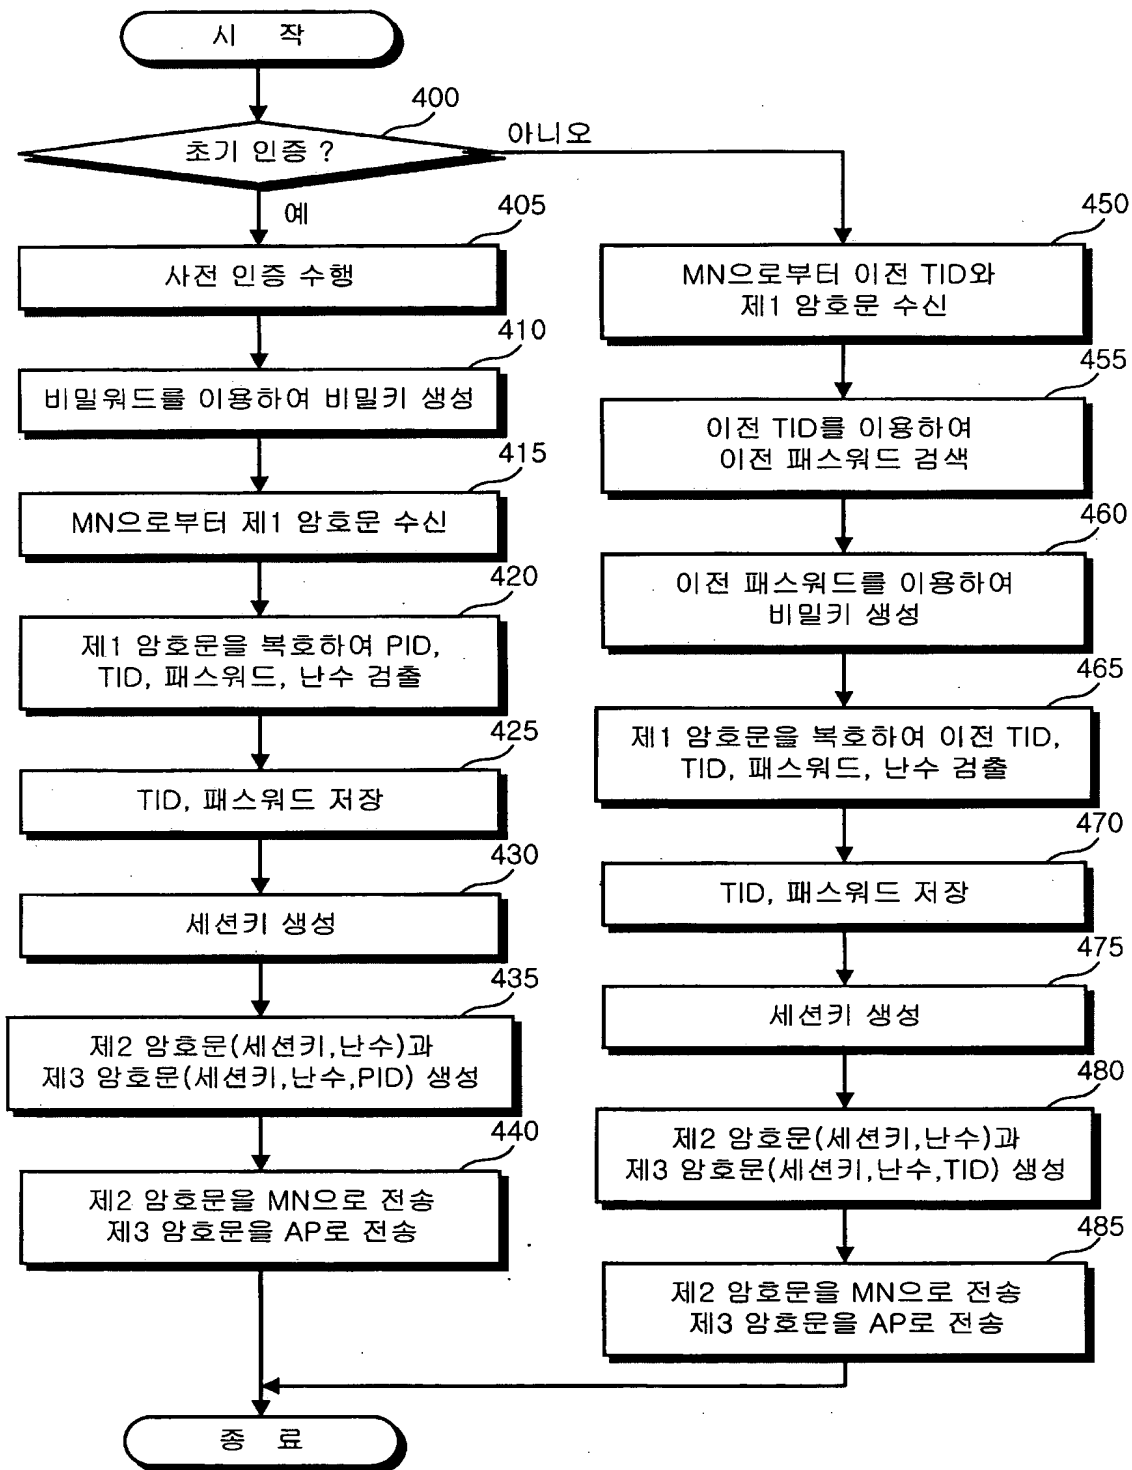 시 작
400
초기 인증 ?
아니오
예
405
사전 인증 수행
410
비밀워드를 이용하여 비밀키 생성
415
MN으로부터 제1 암호문 수신
420
제1 암호문을 복호하여 PID,
TID, 패스워드, 난수 검출
425
TID, 패스워드 저장
430
세션키 생성
435
제2 암호문(세션키,난수)과
제3 암호문(세션키,난수,PID) 생성
440
제2 암호문을 MN으로 전송
제3 암호문을 AP로 전송
450
MN으로부터 이전 TID와
제1 암호문 수신
455
이전 TID를 이용하여
이전 패스워드 검색
460
이전 패스워드를 이용하여
비밀키 생성
465
제1 암호문을 복호하여 이전 TID,
TID, 패스워드, 난수 검출
470
TID, 패스워드 저장
475
세션키 생성
480
제2 암호문(세션키,난수)과
제3 암호문(세션키,난수,TID) 생성
485
제2 암호문을 MN으로 전송
제3 암호문을 AP로 전송
종 료